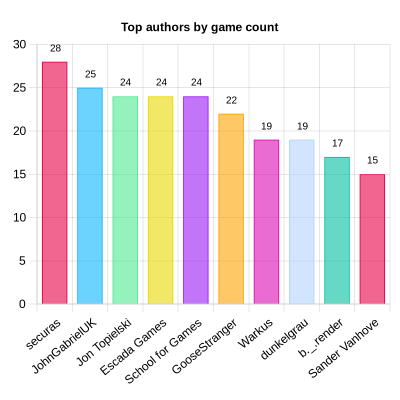 Top authors by game count
30
25
20
15
10
5
0
28
25
24
24
24
22
19
19
17
15
securas
JohnGabrielUK
Jon Topielski
Escada Games
School for Games
GooseStranger
Warkus
dunkelgrau
b._.render
Sander Vanhove